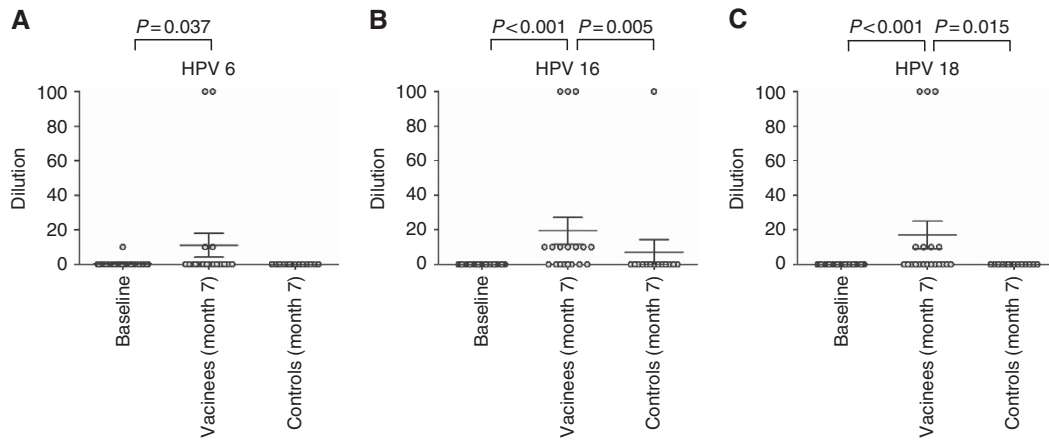 A
P = 0.037
HPV 6
Dilution
100
80
60
40
20
0
Baseline
Vacinees (month 7)
Controls (month 7)
B
P < 0.001
P = 0.005
HPV 16
Dilution
100
80
60
40
20
0
Baseline
Vacinees (month 7)
Controls (month 7)
C
P < 0.001
P = 0.015
HPV 18
Dilution
100
80
60
40
20
0
Baseline
Vacinees (month 7)
Controls (month 7)